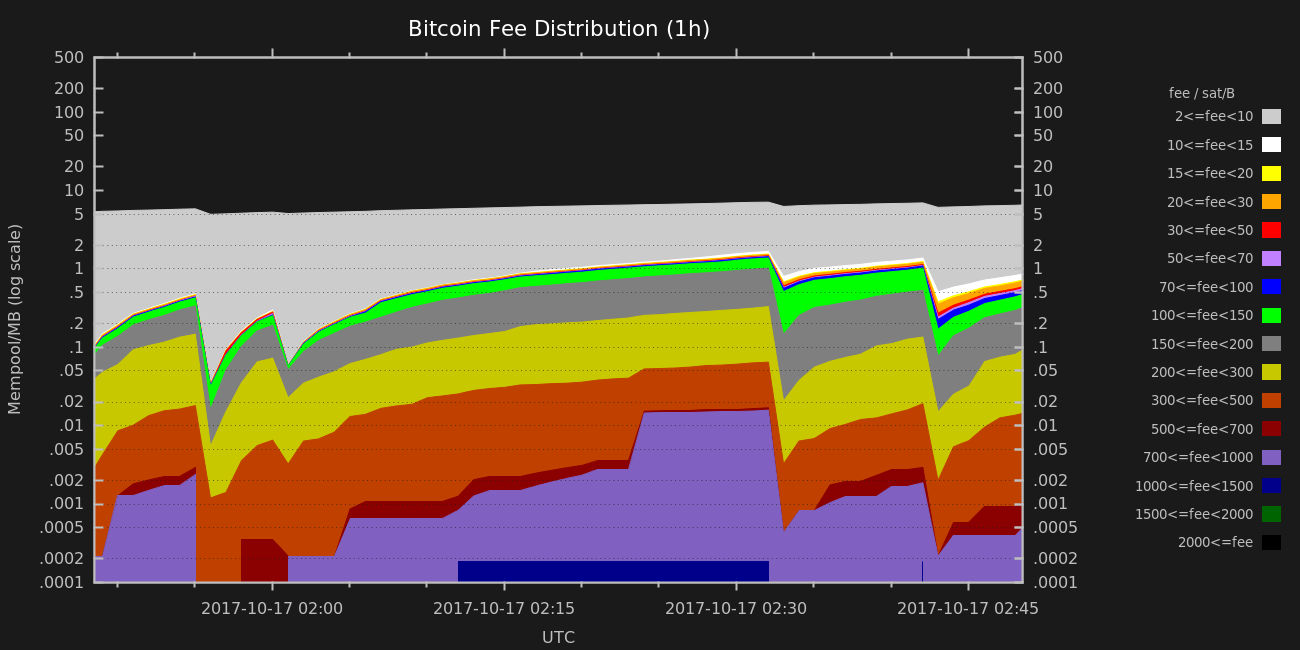 Bitcoin Fee Distribution (1h)
Mempool/MB (log scale)
500
200
100
50
20
10
5
2
1
.5
.2
.1
.05
.02
.01
.005
.002
.001
.0005
.0002
.0001
500
200
100
50
20
10
5
2
1
.5
.2
.1
.05
.02
.01
.005
.002
.001
.0005
.0002
.0001
2017-10-17 02:00
2017-10-17 02:15
2017-10-17 02:30
2017-10-17 02:45
UTC
fee / sat/B
2<=fee<10
10<=fee<15
15<=fee<20
20<=fee<30
30<=fee<50
50<=fee<70
70<=fee<100
100<=fee<150
150<=fee<200
200<=fee<300
300<=fee<500
500<=fee<700
700<=fee<1000
1000<=fee<1500
1500<=fee<2000
2000<=fee